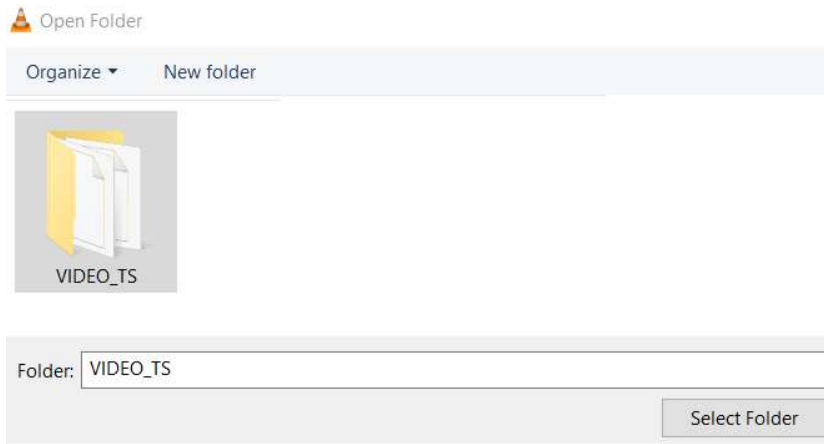 Open Folder
Organize New folder
VIDEO_TS
Folder: VIDEO_TS
Select Folder